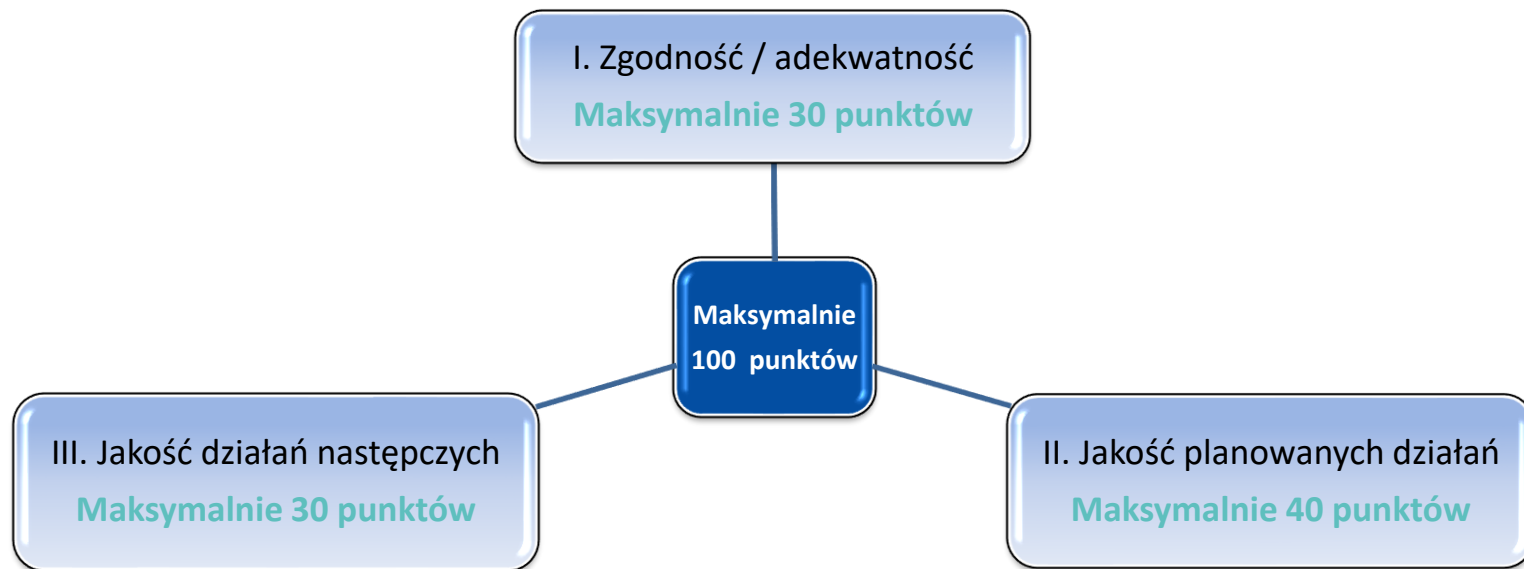 I. Zgodność / adekwatność
Maksymalnie 30 punktów
Maksymalnie
100 punktów
III. Jakość działań następczych
Maksymalnie 30 punktów
II. Jakość planowanych działań
Maksymalnie 40 punktów